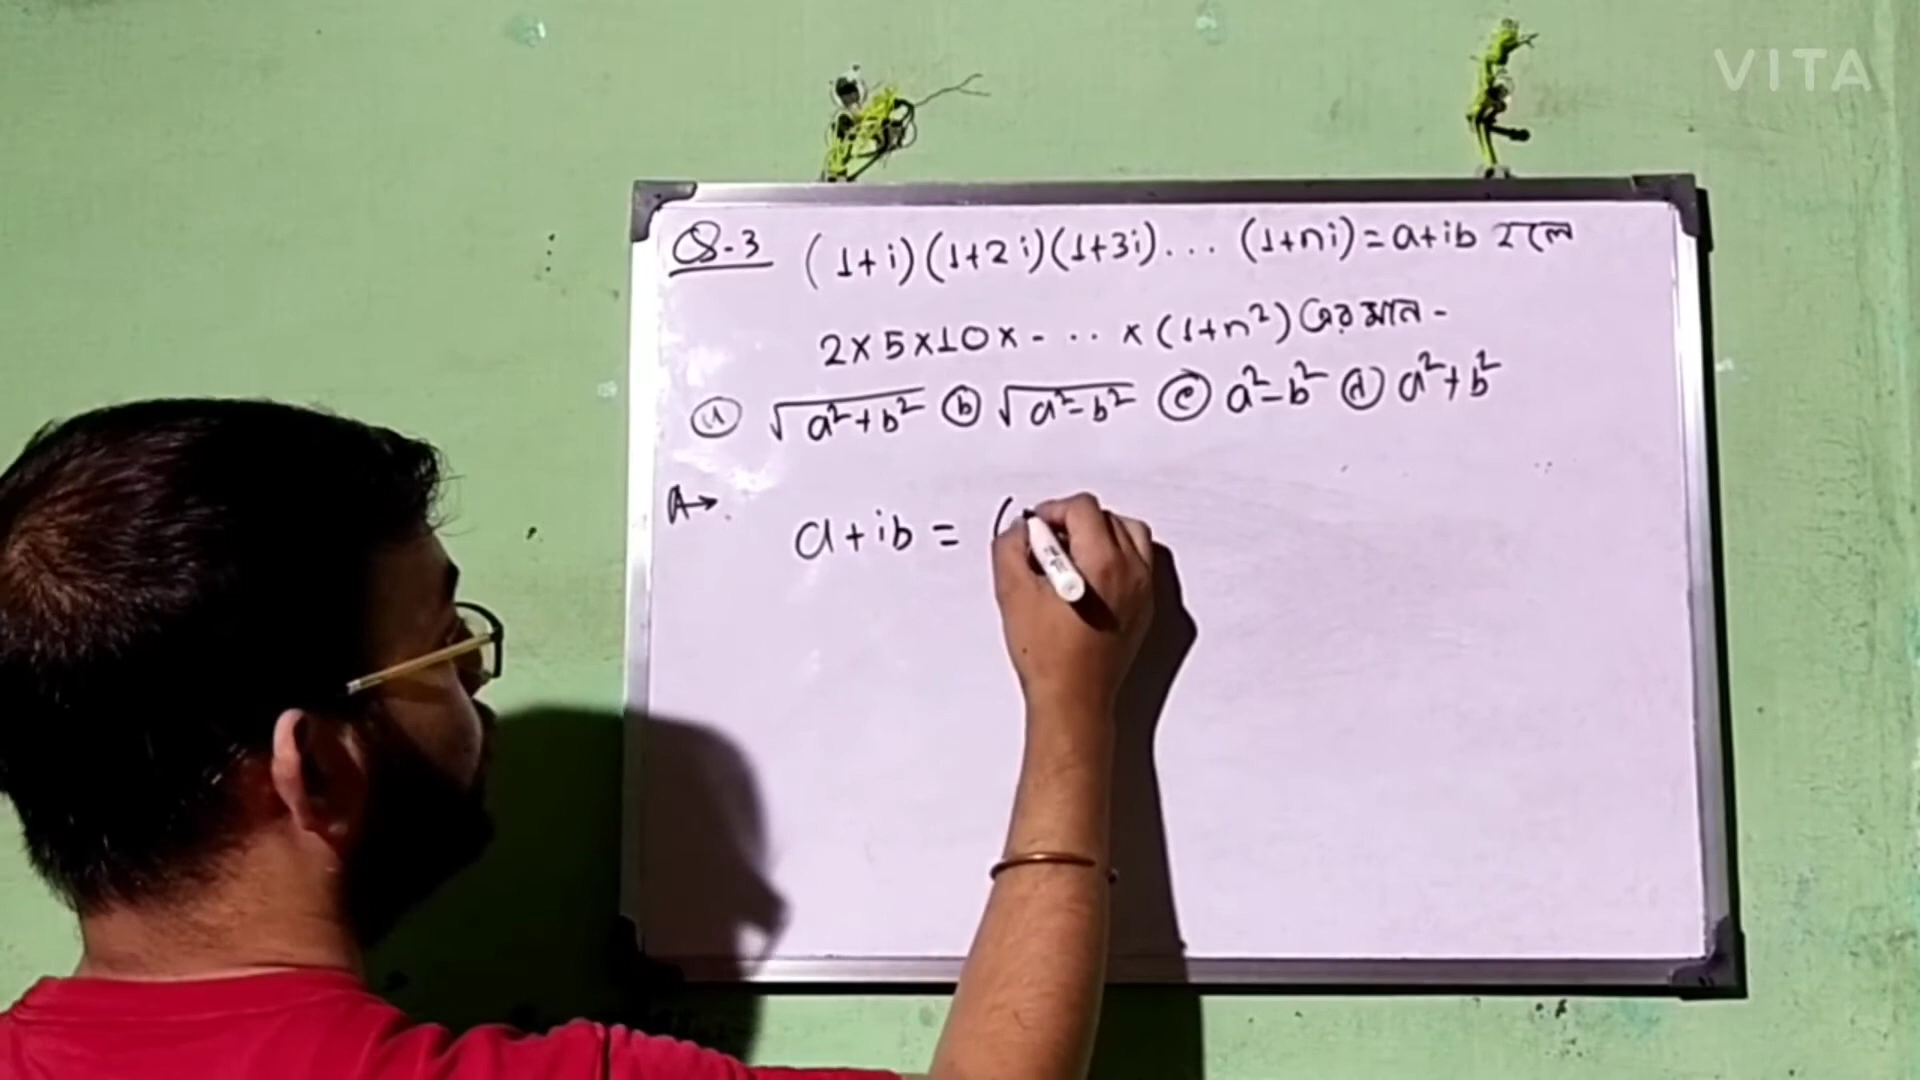 VITA
Q-3 (1+i)(1+2i)(1+3i)... (1+ni)=a+ib হলে
2×5×10×-...×(1+n²) এর মান -
ⓐ √(a²+b²) ⓑ √(a²-b²) ⓒ a²-b² ⓓ a²+b²
A→ a+ib = (